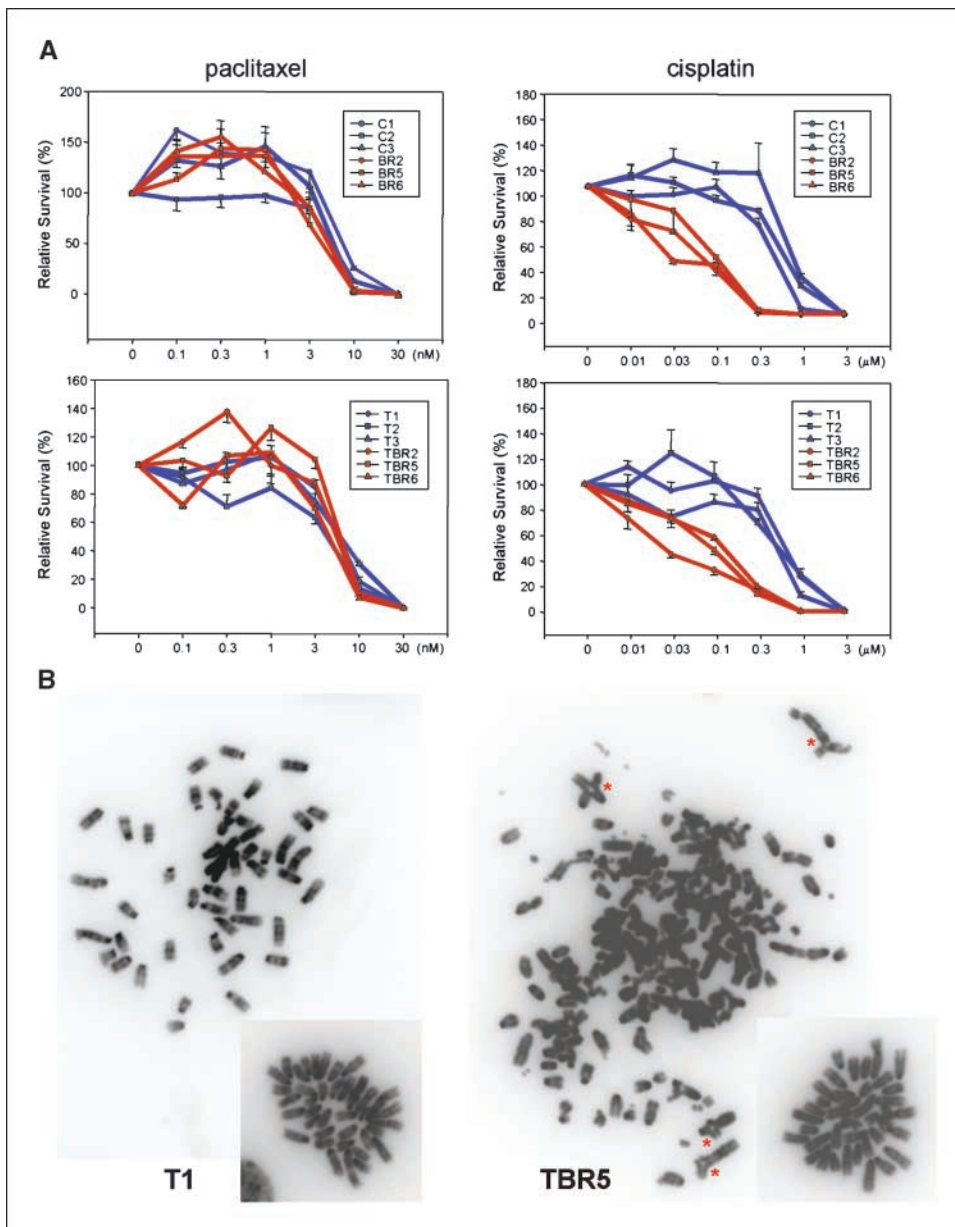 A
paclitaxel
Relative Survival (%)
200
150
100
50
0
0 0.1 0.3 1 3 10 30 (nM)
C1
C2
C3
BR2
BR5
BR6
cisplatin
Relative Survival (%)
180
160
140
120
100
80
60
40
20
0
0 0.01 0.03 0.1 0.3 1 3 (μM)
C1
C2
C3
BR2
BR5
BR6
Relative Survival (%)
160
140
120
100
80
60
40
20
0
0 0.1 0.3 1 3 10 30 (nM)
T1
T2
T3
TBR2
TBR5
TBR6
Relative Survival (%)
180
160
140
120
100
80
60
40
20
0
0 0.01 0.03 0.1 0.3 1 3 (μM)
T1
T2
T3
TBR2
TBR5
TBR6
B
*
*
*
*
T1
TBR5